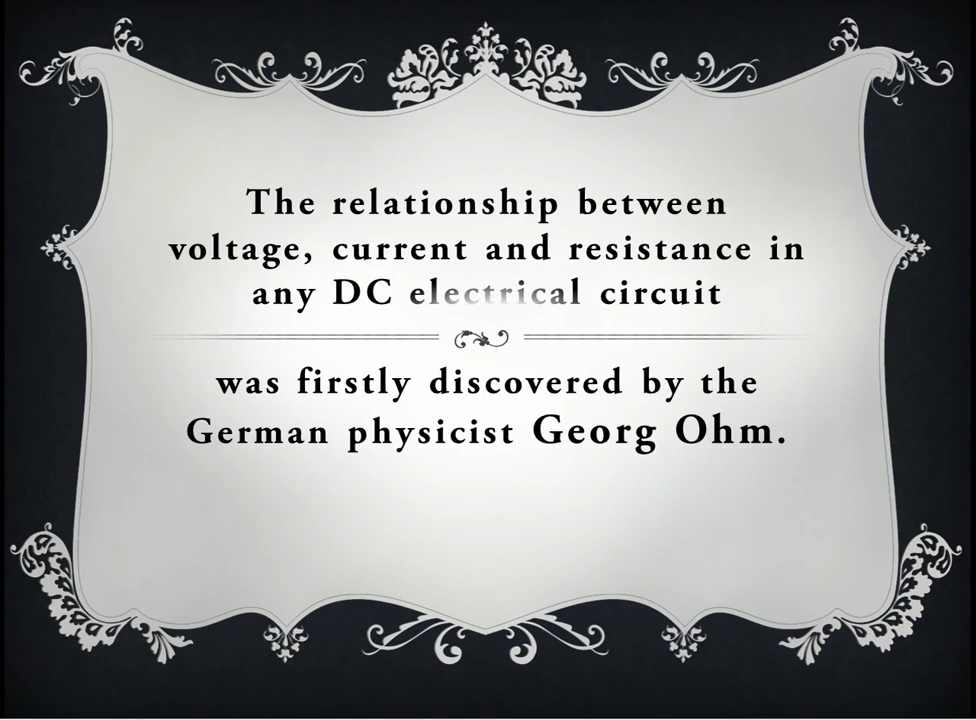 The relationship between
voltage, current and resistance in
any DC electrical circuit
was firstly discovered by the
German physicist Georg Ohm.